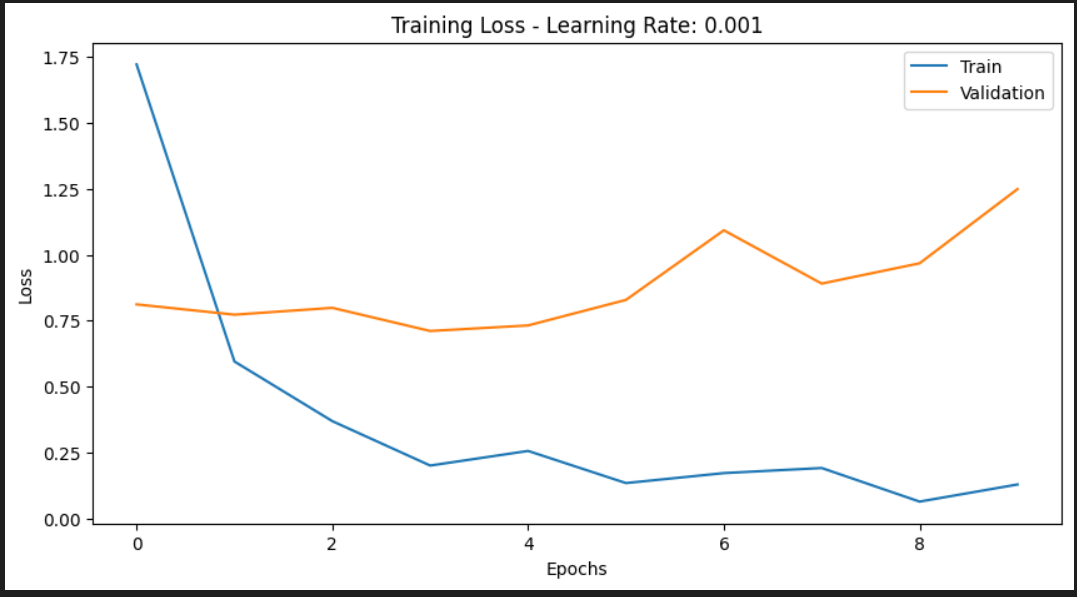 Training Loss - Learning Rate: 0.001
1.75
1.50
1.25
1.00
0.75
0.50
0.25
0.00
Loss
Train
Validation
0 2 4 6 8
Epochs